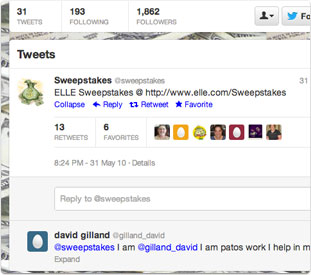 31 193 1,862
TWEETS FOLLOWING FOLLOWERS Fo
Tweets
Sweepstakes @sweepstakes 31
ELLE Sweepstakes @ http://www.elle.com/Sweepstakes
Collapse Reply Retweet Favorite
13 6
RETWEETS FAVORITES
8:24 PM - 31 May 10 · Details
Reply to @sweepstakes
david gilland @gilland_david
@sweepstakes I am @gilland_david I am patos work I help in m
Expand